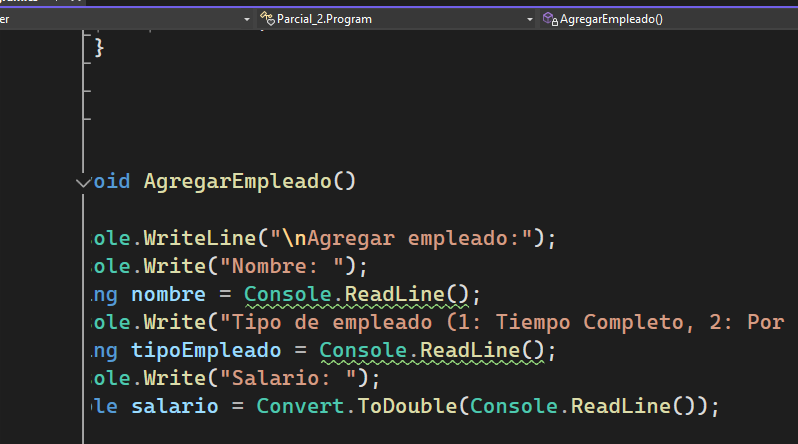 er Parcial_2.Program AgregarEmpleado()
}
oid AgregarEmpleado()
ole.WriteLine("\nAgregar empleado:");
ole.Write("Nombre: ");
ng nombre = Console.ReadLine();
ole.Write("Tipo de empleado (1: Tiempo Completo, 2: Por
ng tipoEmpleado = Console.ReadLine();
ole.Write("Salario: ");
le salario = Convert.ToDouble(Console.ReadLine());